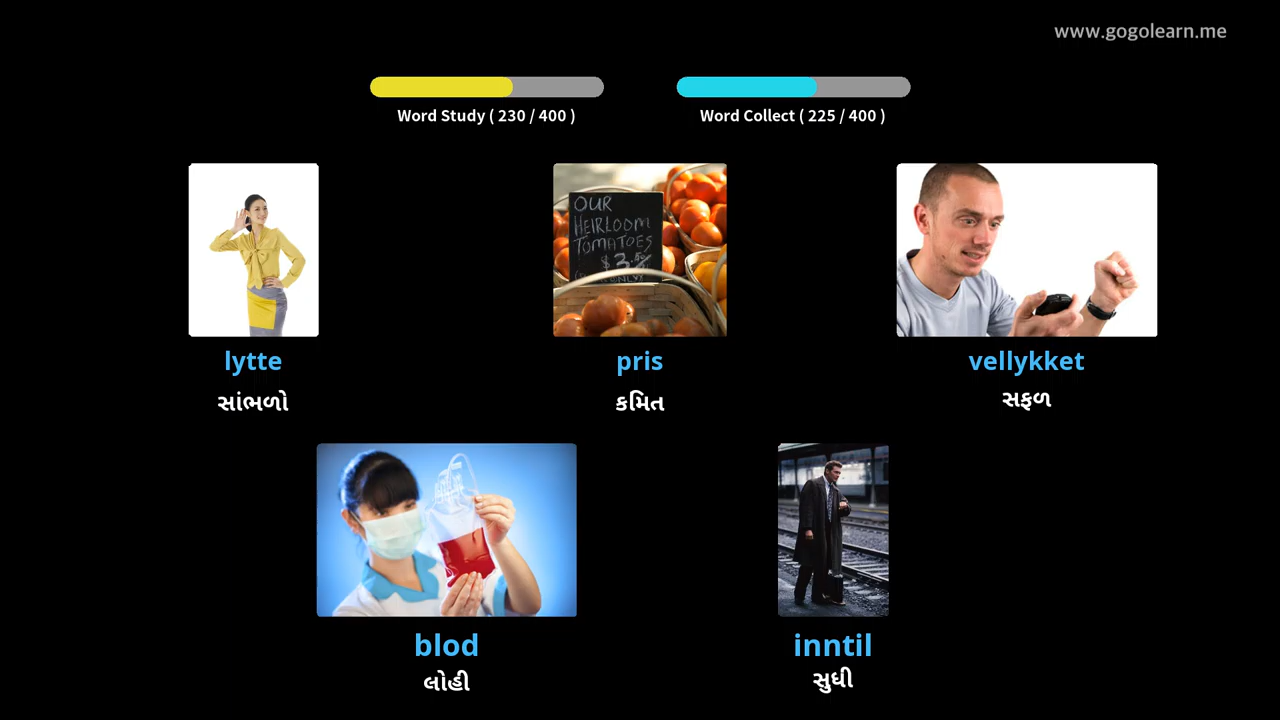 www.gogolearn.me
Word Study ( 230 / 400 )
Word Collect ( 225 / 400 )
OUR
HEIRLOOM
TOMATOES
lytte
pris
vellykket
સાંભળો
કમિત
સફળ
blod
inntil
લોહી
સુધી